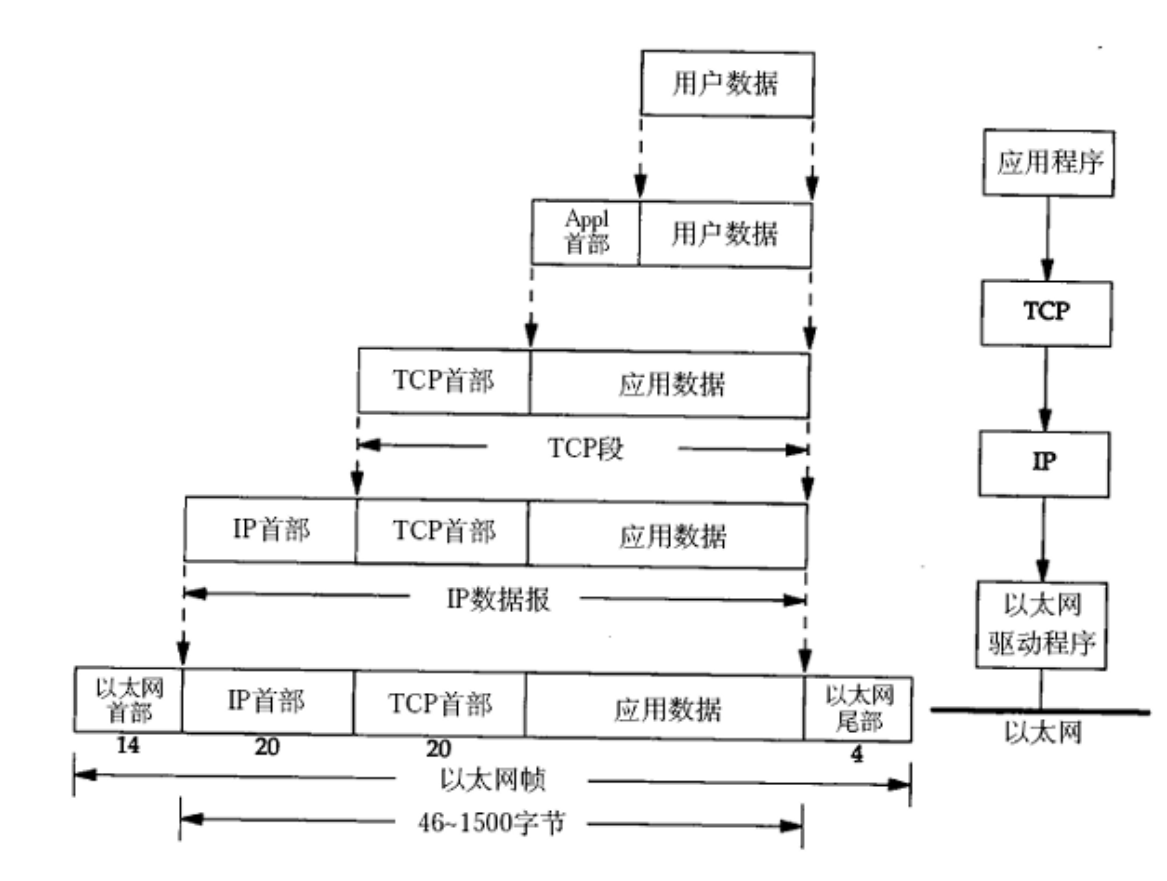 用户数据
应用程序
Appl
首部
用户数据
TCP
TCP首部
应用数据
TCP段
IP
IP首部
TCP首部
应用数据
IP数据报
以太网
驱动程序
以太网
首部
IP首部
TCP首部
应用数据
以太网
尾部
以太网
14
20
20
4
以太网帧
46~1500字节